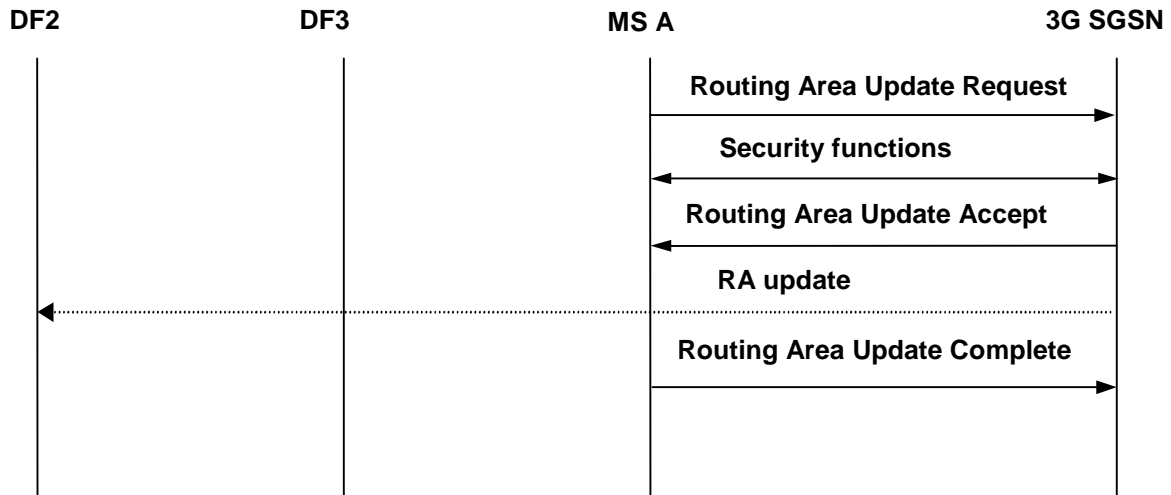 DF2
DF3
MS A
3G SGSN
Routing Area Update Request
Security functions
Routing Area Update Accept
RA update
Routing Area Update Complete